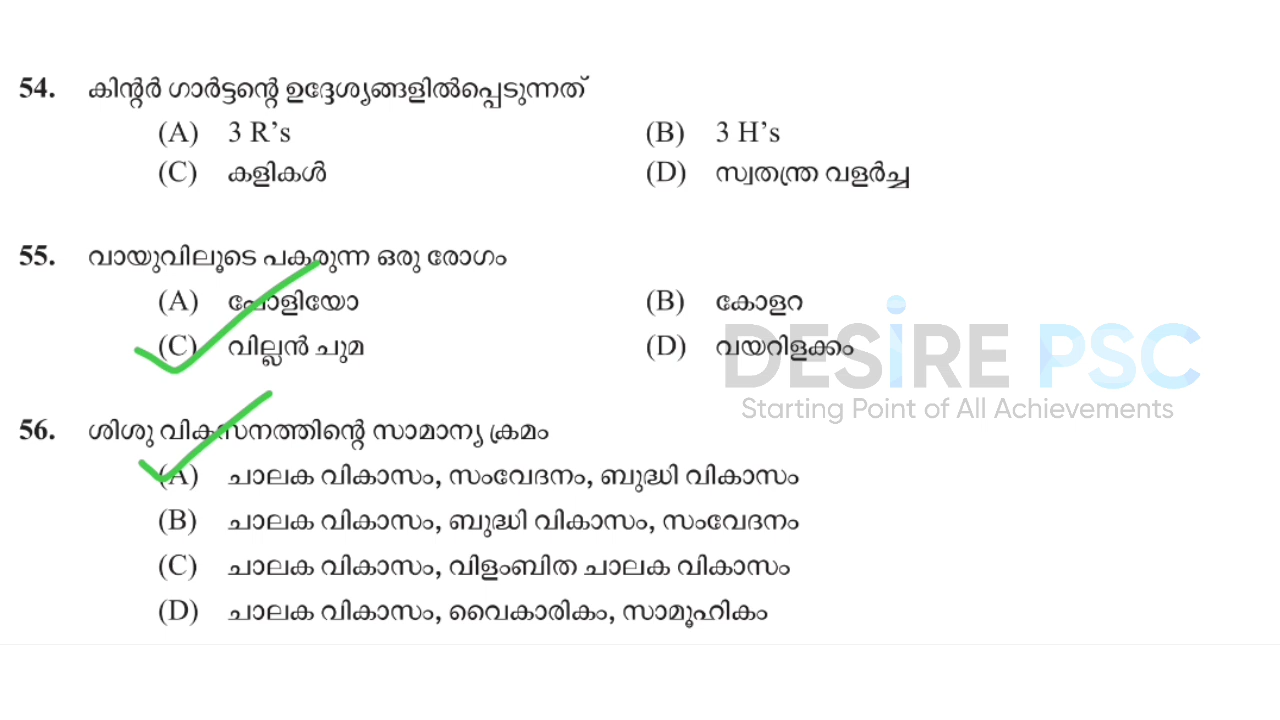 54. കിന്റർ ഗാർട്ടന്റെ ഉദ്ദേശ്യങ്ങളിൽപ്പെടുന്നത്
(A) 3 R’s (B) 3 H’s
(C) കളികൾ (D) സ്വതന്ത്ര വളർച്ച
55. വായുവിലൂടെ പകരുന്ന ഒരു രോഗം
(A) പോളിയോ (B) കോളറ
(C) വില്ലൻ ചുമ (D) വയറിളക്കം
DESIRE PSC
Starting Point of All Achievements
56. ശിശു വികസനത്തിന്റെ സാമാന്യ ക്രമം
(A) ചാലക വികാസം, സംവേദനം, ബുദ്ധി വികാസം
(B) ചാലക വികാസം, ബുദ്ധി വികാസം, സംവേദനം
(C) ചാലക വികാസം, വിളംബിത ചാലക വികാസം
(D) ചാലക വികാസം, വൈകാരികം, സാമൂഹികം